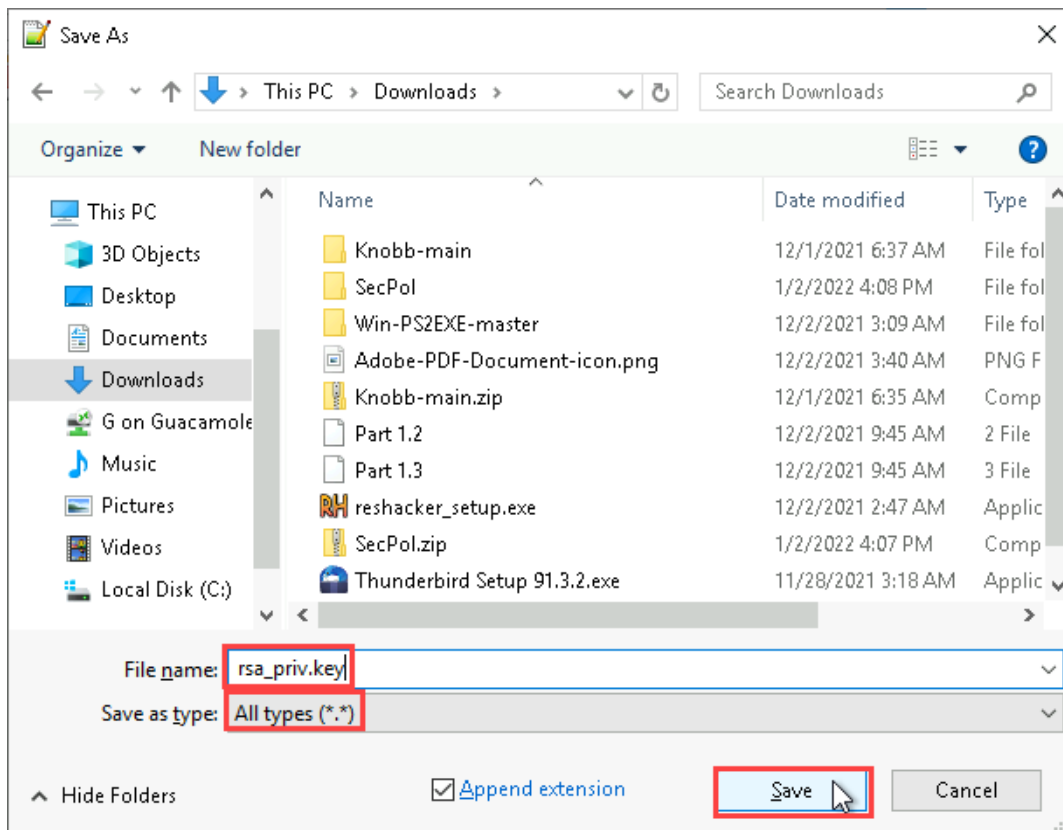 Save As
This PC > Downloads >
Search Downloads
Organize
New folder
Name Date modified Type
This PC
3D Objects
Desktop
Documents
Downloads
G on Guacamole
Music
Pictures
Videos
Local Disk (C:)
Knobb-main 12/1/2021 6:37 AM File fol
SecPol 1/2/2022 4:08 PM File fol
Win-PS2EXE-master 12/2/2021 3:09 AM File fol
Adobe-PDF-Document-icon.png 12/2/2021 3:40 AM PNG F
Knobb-main.zip 12/1/2021 6:35 AM Comp
Part 1.2 12/2/2021 9:45 AM 2 File
Part 1.3 12/2/2021 9:45 AM 3 File
RH reshacker_setup.exe 12/2/2021 2:47 AM Applic
SecPol.zip 1/2/2022 4:07 PM Comp
Thunderbird Setup 91.3.2.exe 11/28/2021 3:18 AM Applic
File name: rsa_priv.key
Save as type: All types (*.*)
Hide Folders
Append extension
Save
Cancel